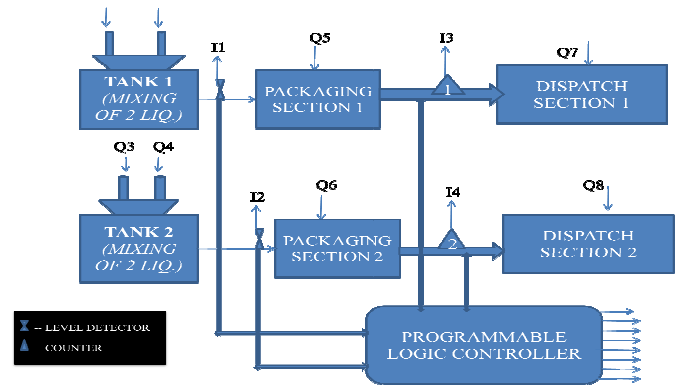 I1
Q5
I3
Q7
TANK 1
(MIXING
OF 2 LIQ.)
PACKAGING
SECTION 1
1
DISPATCH
SECTION 1
Q3 Q4
I2
Q6
I4
Q8
TANK 2
(MIXING
OF 2 LIQ.)
PACKAGING
SECTION 2
2
DISPATCH
SECTION 2
-- LEVEL DETECTOR
COUNTER
PROGRAMMABLE
LOGIC CONTROLLER